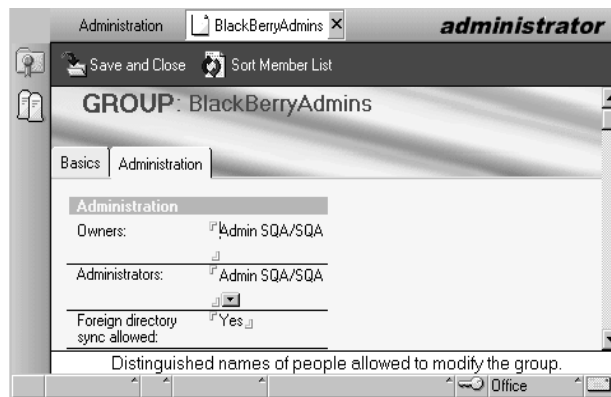 Administration BlackBerryAdmins administrator
Save and Close Sort Member List
GROUP: BlackBerryAdmins
Basics Administration
Administration
Owners: Admin SQA/SQA
Administrators: Admin SQA/SQA
Foreign directory Yes
sync allowed:
Distinguished names of people allowed to modify the group.
Office